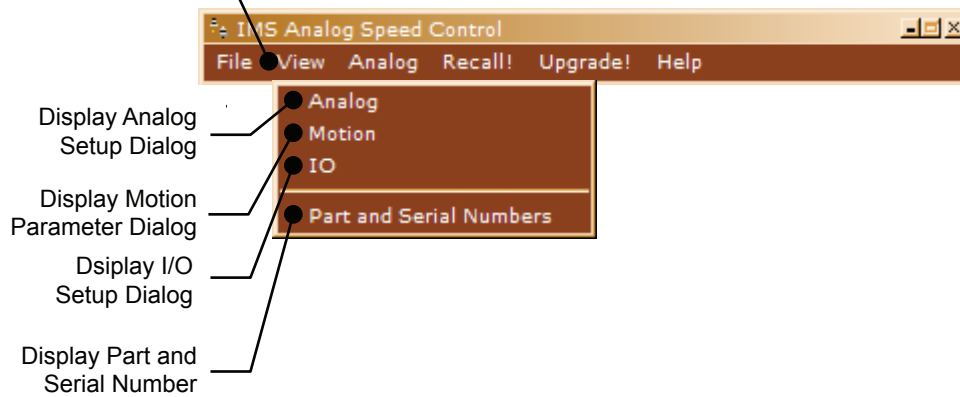 IMS Analog Speed Control
File View Analog Recall! Upgrade! Help
Analog
Motion
IO
Part and Serial Numbers
Display Analog
Setup Dialog
Display Motion
Parameter Dialog
Dsiplay I/O
Setup Dialog
Display Part and
Serial Number